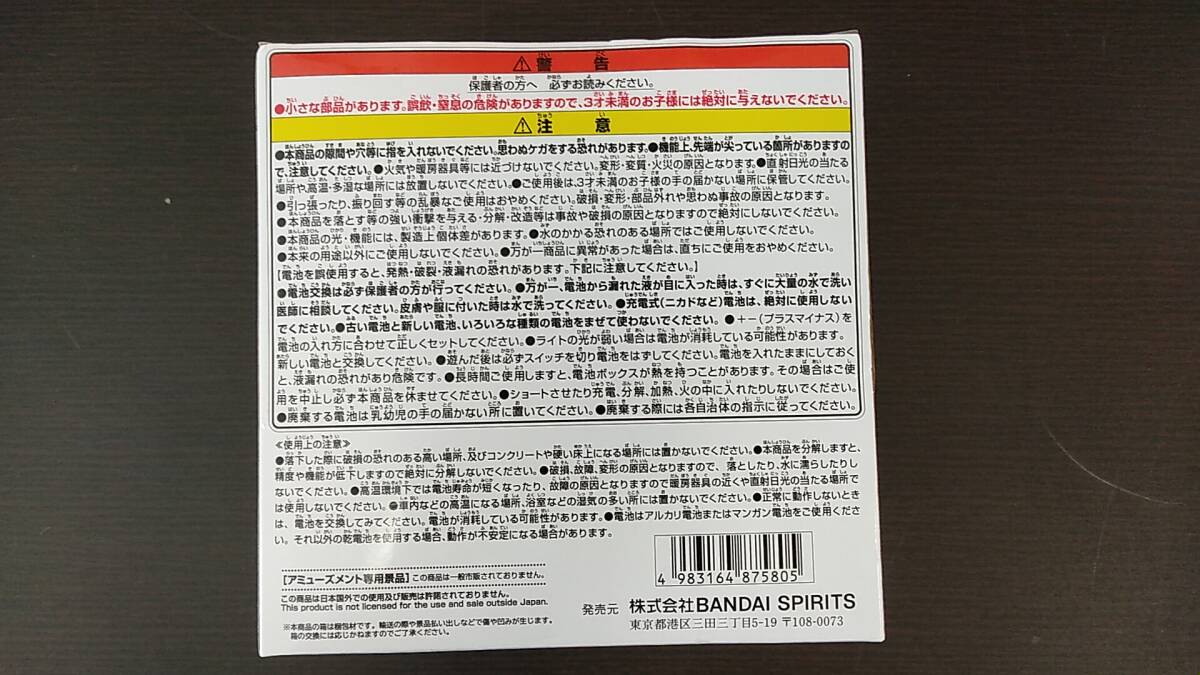 ⚠警 告
保護者の方へ 必ずお読みください。
●小さな部品があります。誤飲・窒息の危険がありますので、3才未満のお子様には絶対に与えないでください。
⚠注 意
●本商品の隙間や穴等に指を入れないでください。思わぬケガをする恐れがあります。●機能上、先端が尖っている箇所がありますの
で、注意してください。●火気や暖房器具等には近づけないでください。変形・変質・火災の原因となります。●直射日光の当たる
場所や高温・多湿な場所には放置しないでください。●ご使用後は、3才未満のお子様の手の届かない場所に保管してください。
●引っ張ったり、振り回す等の乱暴なご使用はおやめください。破損・変形・部品外れや思わぬ事故の原因となります。
●本商品を落とす等の強い衝撃を与える・分解・改造等は事故や破損の原因となりますので絶対にしないでください。
●本商品の光・機能には、製造上個体差があります。●水のかかる恐れのある場所ではご使用しないでください。
●本来の用途以外にご使用しないでください。●万が一商品に異常があった場合は、直ちにご使用をおやめください。
【電池を誤使用すると、発熱・破裂・液漏れの恐れがあります。下記に注意してください。】
●電池交換は必ず保護者の方が行ってください。●万が一、電池から漏れた液が目に入った時は、すぐに大量の水で洗い
医師に相談してください。皮膚や服に付いた時は水で洗ってください。●充電式(ニカドなど)電池は、絶対に使用しない
でください。●古い電池と新しい電池、いろいろな種類の電池をまぜて使わないでください。●+−(プラスマイナス)を
電池の入れ方に合わせて正しくセットしてください。●ライトの光が弱い場合は電池が消耗している可能性があります。
新しい電池と交換してください。●遊んだ後は必ずスイッチを切り電池をはずしてください。電池を入れたままにしておく
と、液漏れの恐れがあり危険です。●長時間ご使用しますと、電池ボックスが熱を持つことがあります。その場合はご使
用を中止し必ず本商品を休ませてください。●ショートさせたり充電、分解、加熱、火の中に入れたりしないでください。
●廃棄する電池は乳幼児の手の届かない所に置いてください。●廃棄する際には各自治体の指示に従ってください。
≪使用上の注意≫
●落下した際に破損の恐れのある高い場所、及びコンクリートや硬い床上になる場所には置かないでください。●本商品を分解しますと、
精度や機能が低下しますので絶対に分解しないでください。●破損、故障、変形の原因となりますので、落としたり、水に濡らしたりし
ないでください。●高温環境下では電池寿命が短くなったり、故障の原因となりますので暖房器具の近くや直射日光の当たる場所で
は使用しないでください。●車内などの高温になる場所、浴室などの湿気の多い所には置かないでください。●正常に動作しないとき
は、電池を交換してみてください。電池が消耗している可能性があります。●電池はアルカリ電池またはマンガン電池をご使用くださ
い。それ以外の乾電池を使用する場合、動作が不安定になる場合があります。
【アミューズメント専用景品】この商品は一般市販されておりません。
この商品は日本国外での使用及び販売は許諾されておりません。
This product is not licensed for the use and sale outside Japan.
※本商品の箱は梱包材です。輸送の際や景品払い出しなどで傷や凹みが生じます。
箱の交換には応じかねますのでご了承ください。
4 983164 875805
発売元 株式会社BANDAI SPIRITS
東京都港区三田三丁目5-19 〒108-0073